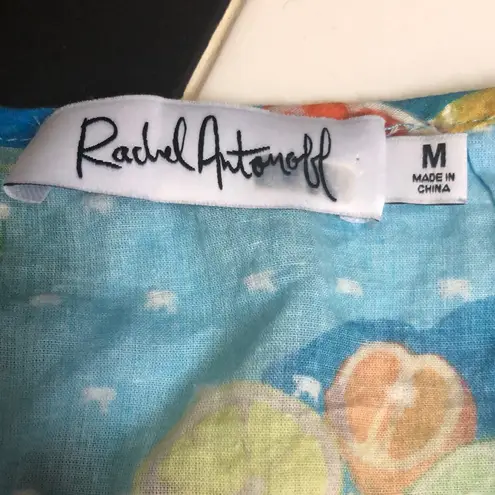 Rachel Antonoff
M
MADE IN
CHINA